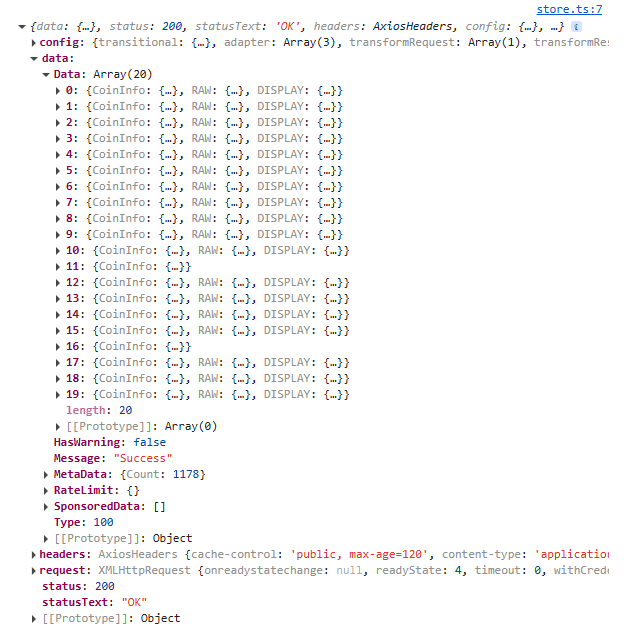 store.ts:7
{data: {…}, status: 200, statusText: 'OK', headers: AxiosHeaders, config: {…}, …} i
config: {transitional: {…}, adapter: Array(3), transformRequest: Array(1), transformRes
data:
Data: Array(20)
0: {CoinInfo: {…}, RAW: {…}, DISPLAY: {…}}
1: {CoinInfo: {…}, RAW: {…}, DISPLAY: {…}}
2: {CoinInfo: {…}, RAW: {…}, DISPLAY: {…}}
3: {CoinInfo: {…}, RAW: {…}, DISPLAY: {…}}
4: {CoinInfo: {…}, RAW: {…}, DISPLAY: {…}}
5: {CoinInfo: {…}, RAW: {…}, DISPLAY: {…}}
6: {CoinInfo: {…}, RAW: {…}, DISPLAY: {…}}
7: {CoinInfo: {…}, RAW: {…}, DISPLAY: {…}}
8: {CoinInfo: {…}, RAW: {…}, DISPLAY: {…}}
9: {CoinInfo: {…}, RAW: {…}, DISPLAY: {…}}
10: {CoinInfo: {…}, RAW: {…}, DISPLAY: {…}}
11: {CoinInfo: {…}}
12: {CoinInfo: {…}, RAW: {…}, DISPLAY: {…}}
13: {CoinInfo: {…}, RAW: {…}, DISPLAY: {…}}
14: {CoinInfo: {…}, RAW: {…}, DISPLAY: {…}}
15: {CoinInfo: {…}, RAW: {…}, DISPLAY: {…}}
16: {CoinInfo: {…}}
17: {CoinInfo: {…}, RAW: {…}, DISPLAY: {…}}
18: {CoinInfo: {…}, RAW: {…}, DISPLAY: {…}}
19: {CoinInfo: {…}, RAW: {…}, DISPLAY: {…}}
length: 20
[[Prototype]]: Array(0)
HasWarning: false
Message: "Success"
MetaData: {Count: 1178}
RateLimit: {}
SponsoredData: []
Type: 100
[[Prototype]]: Object
headers: AxiosHeaders {cache-control: 'public, max-age=120', content-type: 'application
request: XMLHttpRequest {onreadystatechange: null, readyState: 4, timeout: 0, withCrede
status: 200
statusText: "OK"
[[Prototype]]: Object